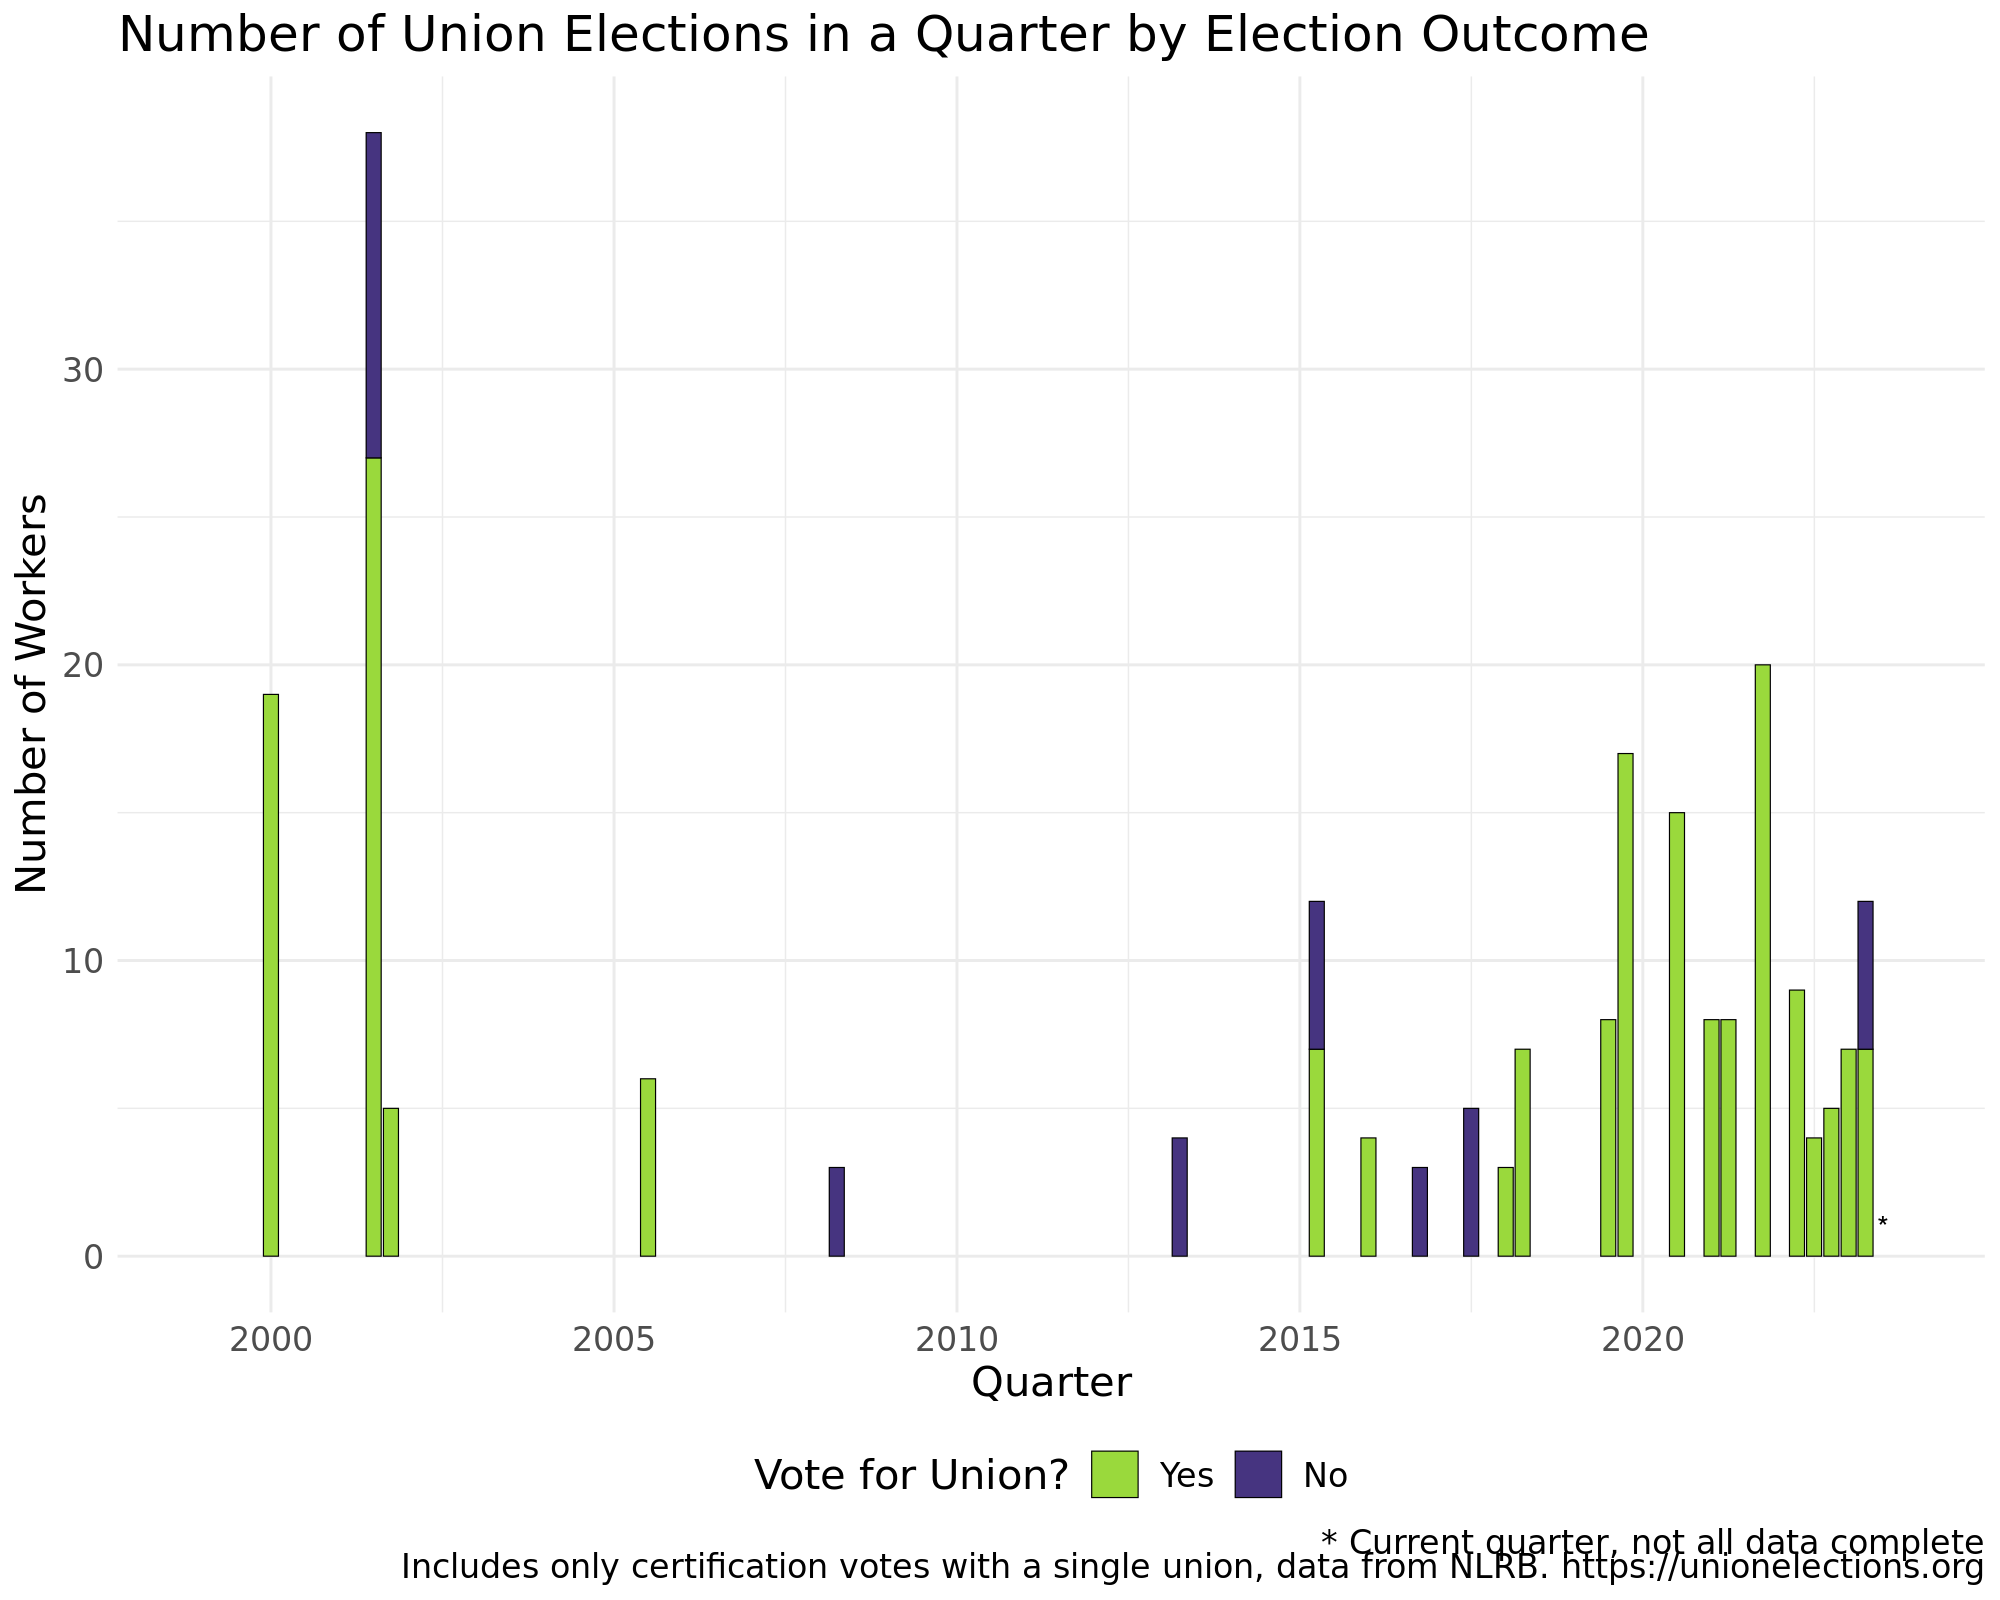 Number of Union Elections in a Quarter by Election Outcome
Number of Workers
30
20
10
0
*
2000 2005 2010 2015 2020
Quarter
Vote for Union? Yes No
* Current quarter, not all data complete
Includes only certification votes with a single union, data from NLRB. https://unionelections.org